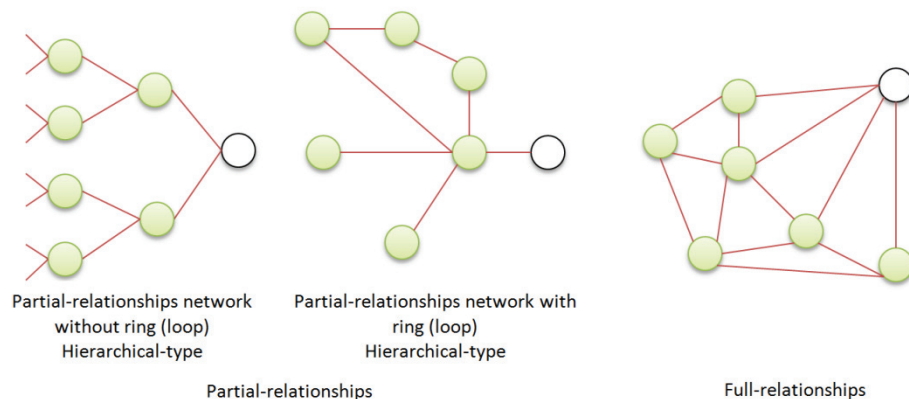 Partial-relationships network
without ring (loop)
Hierarchical-type
Partial-relationships network with
ring (loop)
Hierarchical-type
Partial-relationships
Full-relationships